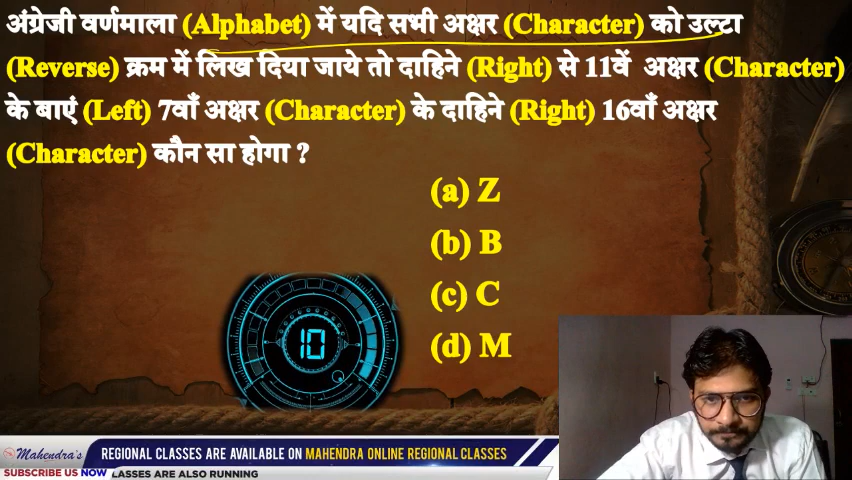 अंग्रेजी वर्णमाला (Alphabet) में यदि सभी अक्षर (Character) को उल्टा
(Reverse) क्रम में लिख दिया जाये तो दाहिने (Right) से 11वें अक्षर (Character)
के बाएं (Left) 7वाँ अक्षर (Character) के दाहिने (Right) 16वाँ अक्षर
(Character) कौन सा होगा ?
(a) Z
(b) B
(c) C
(d) M
10
Mahendra's
REGIONAL CLASSES ARE AVAILABLE ON MAHENDRA ONLINE REGIONAL CLASSES
SUBSCRIBE US NOW LASSES ARE ALSO RUNNING